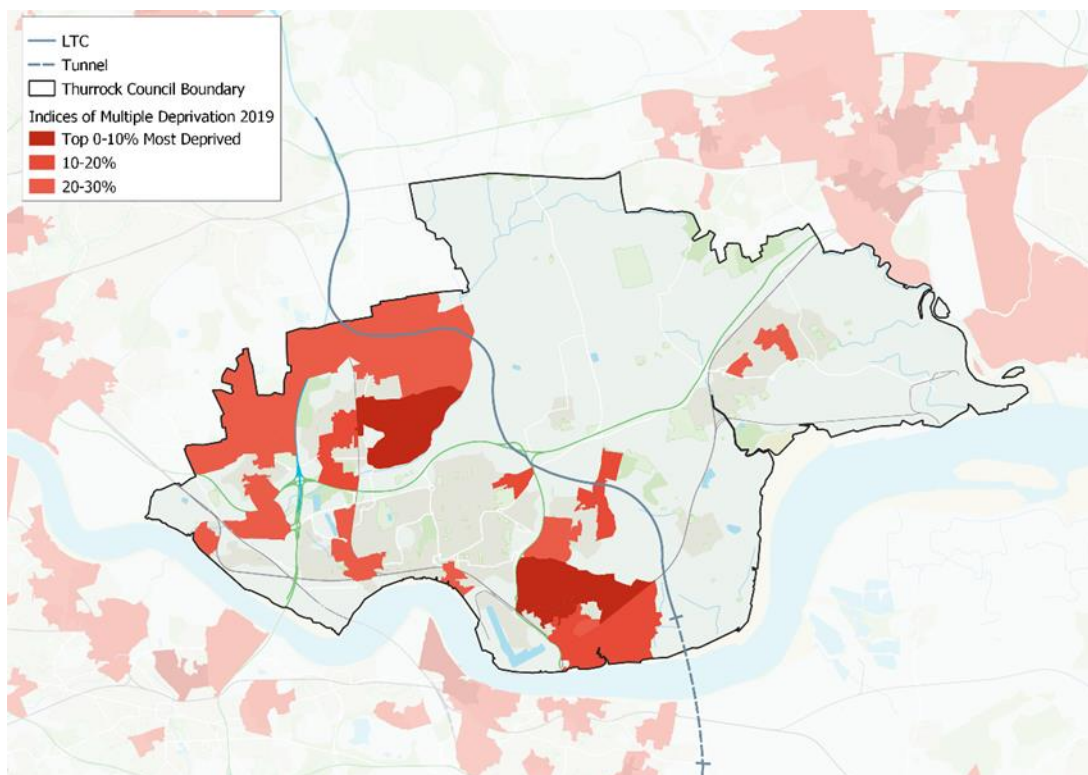 LTC
Tunnel
Thurrock Council Boundary
Indices of Multiple Deprivation 2019
Top 0-10% Most Deprived
10-20%
20-30%